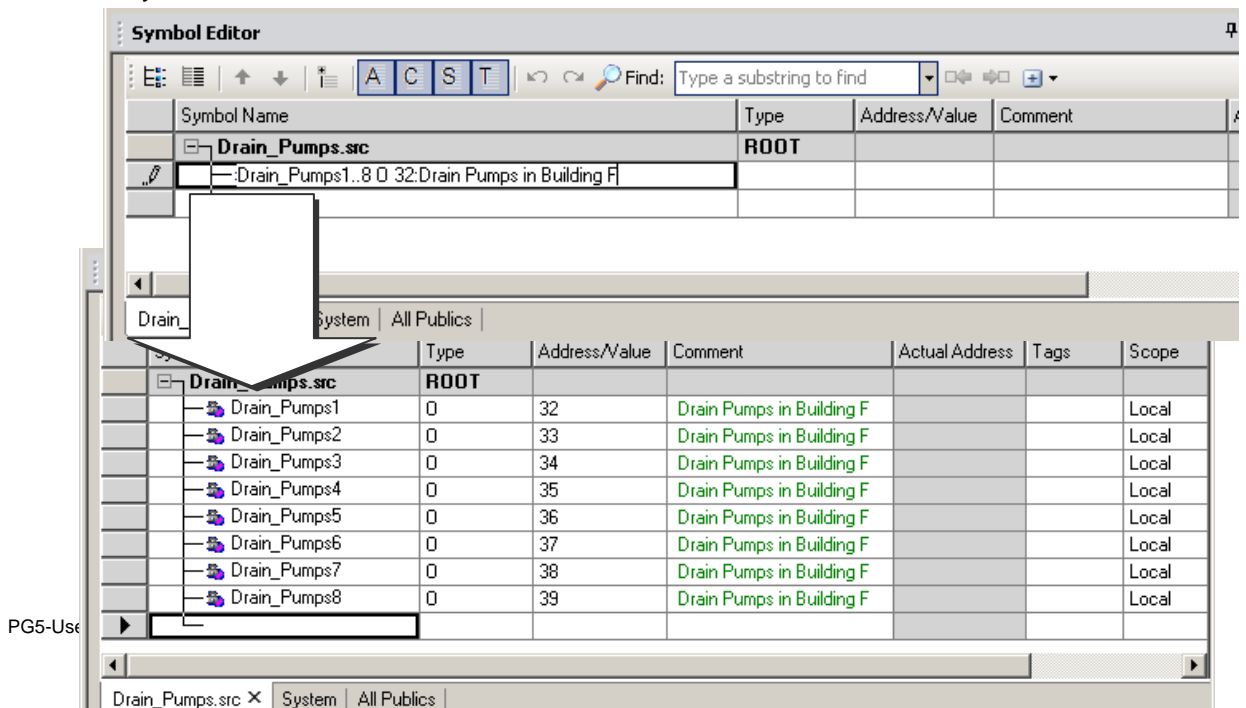 Symbol Editor
A C S T Find: Type a substring to find
Symbol Name Type Address/Value Comment
Drain_Pumps.src ROOT
:Drain_Pumps1..8 O 32:Drain Pumps in Building F
Drain_ System All Publics
Type Address/Value Comment Actual Address Tags Scope
Drain_Pumps.src ROOT
Drain_Pumps1 O 32 Drain Pumps in Building F Local
Drain_Pumps2 O 33 Drain Pumps in Building F Local
Drain_Pumps3 O 34 Drain Pumps in Building F Local
Drain_Pumps4 O 35 Drain Pumps in Building F Local
Drain_Pumps5 O 36 Drain Pumps in Building F Local
Drain_Pumps6 O 37 Drain Pumps in Building F Local
Drain_Pumps7 O 38 Drain Pumps in Building F Local
Drain_Pumps8 O 39 Drain Pumps in Building F Local
PG5-Use
Drain_Pumps.src X System All Publics